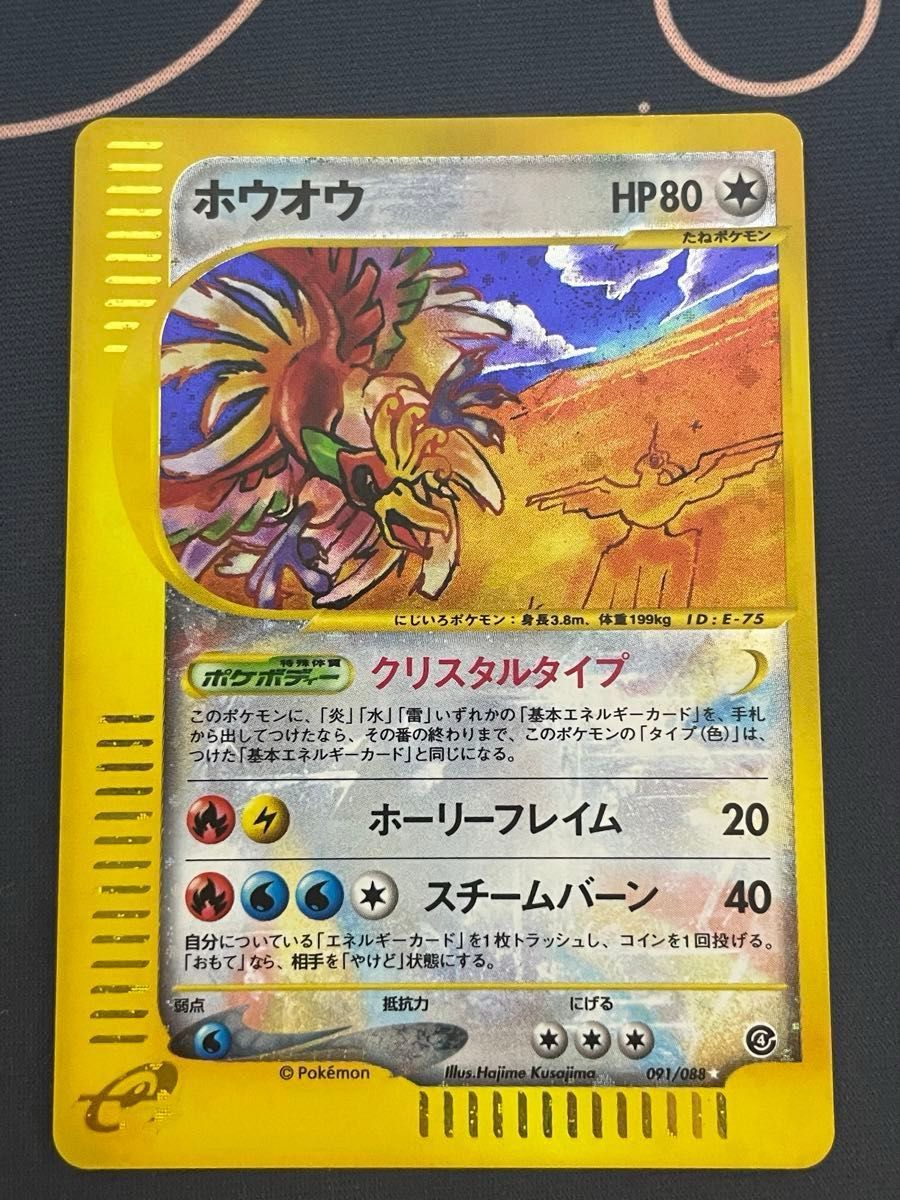 ホウオウ HP80
たねポケモン
にじいろポケモン：身長3.8m、体重199kg ID：E-75
特殊体質
ポケボディー クリスタルタイプ
このポケモンに、「炎」「水」「雷」いずれかの「基本エネルギーカード」を、手札
から出してつけたなら、その番の終わりまで、このポケモンの「タイプ（色）」は、
つけた「基本エネルギーカード」と同じになる。
ホーリーフレイム 20
スチームバーン 40
自分についている「エネルギーカード」を1枚トラッシュし、コインを1回投げる。
「おもて」なら、相手を「やけど」状態にする。
弱点 抵抗力 にげる
4
© Pokémon Illus.Hajime Kusajima 091/088★
e